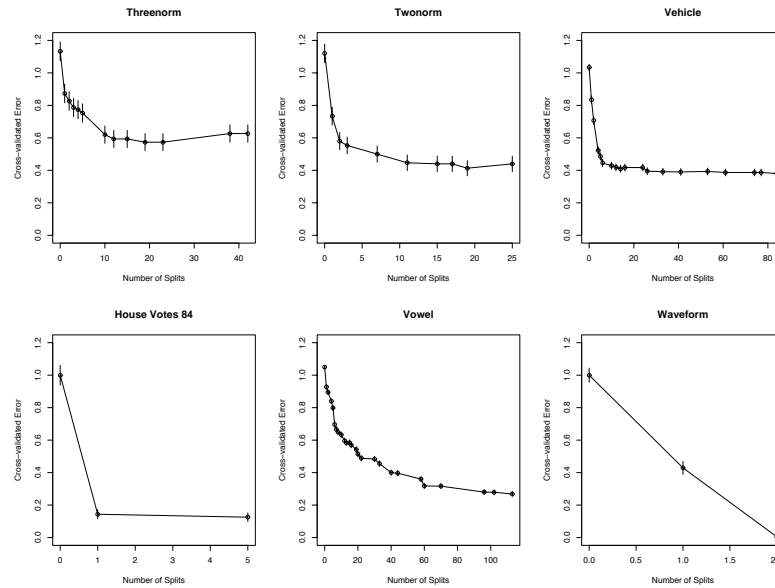 Threenorm
Cross−validated Error
0.0 0.2 0.4 0.6 0.8 1.0 1.2
0 10 20 30 40
Number of Splits
Twonorm
Cross−validated Error
0.0 0.2 0.4 0.6 0.8 1.0 1.2
0 5 10 15 20 25
Number of Splits
Vehicle
Cross−validated Error
0.0 0.2 0.4 0.6 0.8 1.0 1.2
0 20 40 60 80
Number of Splits
House Votes 84
Cross−validated Error
0.0 0.2 0.4 0.6 0.8 1.0 1.2
0 1 2 3 4 5
Number of Splits
Vowel
Cross−validated Error
0.0 0.2 0.4 0.6 0.8 1.0 1.2
0 20 40 60 80 100
Number of Splits
Waveform
Cross−validated Error
0.0 0.2 0.4 0.6 0.8 1.0 1.2
0.0 0.5 1.0 1.5
Number of Splits